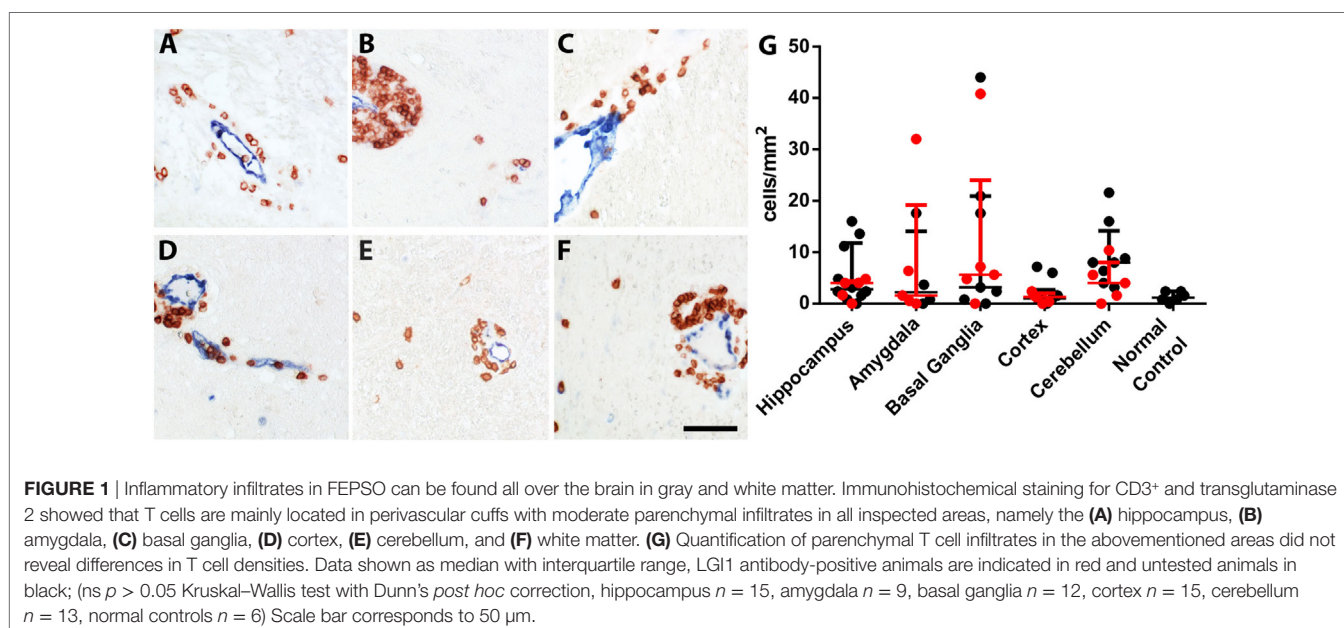 A
B
C
D
E
F
G
50
40
30
20
10
0
cells/mm²
Hippocampus
Amygdala
Basal Ganglia
Cortex
Cerebellum
Normal
Control
FIGURE 1 | Inflammatory infiltrates in FEPSO can be found all over the brain in gray and white matter. Immunohistochemical staining for CD3⁺ and transglutaminase
2 showed that T cells are mainly located in perivascular cuffs with moderate parenchymal infiltrates in all inspected areas, namely the (A) hippocampus, (B)
amygdala, (C) basal ganglia, (D) cortex, (E) cerebellum, and (F) white matter. (G) Quantification of parenchymal T cell infiltrates in the abovementioned areas did not
reveal differences in T cell densities. Data shown as median with interquartile range, LGI1 antibody-positive animals are indicated in red and untested animals in
black; (ns p > 0.05 Kruskal–Wallis test with Dunn's post hoc correction, hippocampus n = 15, amygdala n = 9, basal ganglia n = 12, cortex n = 15, cerebellum
n = 13, normal controls n = 6) Scale bar corresponds to 50 μm.